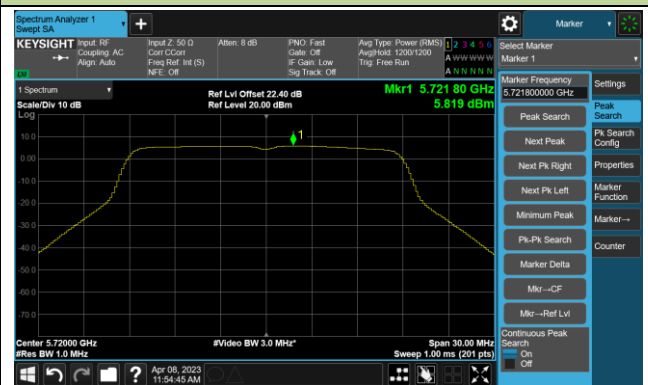 Spectrum Analyzer 1
Swept SA
Marker
KEYSIGHT
Input: RF
Coupling: AC
Align: Auto
Input Z: 50 Ω
Corr CCorr
Freq Ref: Int (S)
NFE: Off
Atten: 8 dB
PNO: Fast
Gate: Off
IF Gain: Low
Sig Track: Off
Avg Type: Power (RMS)
Avg|Hold: 1200/1200
Trig: Free Run
1 2 3 4 5 6
A W W W W W
A N N N N N
Select Marker
Marker 1
1 Spectrum
Scale/Div 10 dB
Log
Ref Lvl Offset 22.40 dB
Ref Level 20.00 dBm
Mkr1 5.721 80 GHz
5.819 dBm
Marker Frequency
5.721800000 GHz
Peak Search
Next Peak
Next Pk Right
Next Pk Left
Minimum Peak
Pk-Pk Search
Marker Delta
Mkr→CF
Mkr→Ref Lvl
Continuous Peak
Search
On
Off
Settings
Peak
Search
Pk Search
Config
Properties
Marker
Function
Marker→
Counter
1
10.0
0.00
-10.0
-20.0
-30.0
-40.0
-50.0
-60.0
-70.0
Center 5.72000 GHz
#Res BW 1.0 MHz
#Video BW 3.0 MHz*
Span 30.00 MHz
Sweep 1.00 ms (201 pts)
Apr 08, 2023
11:54:45 AM